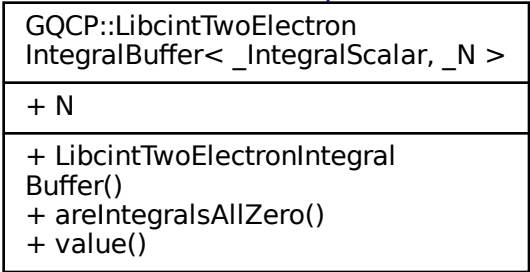 GQCP::LibcintTwoElectron
IntegralBuffer< _IntegralScalar, _N >
+ N
+ LibcintTwoElectronIntegral
Buffer()
+ areIntegralsAllZero()
+ value()